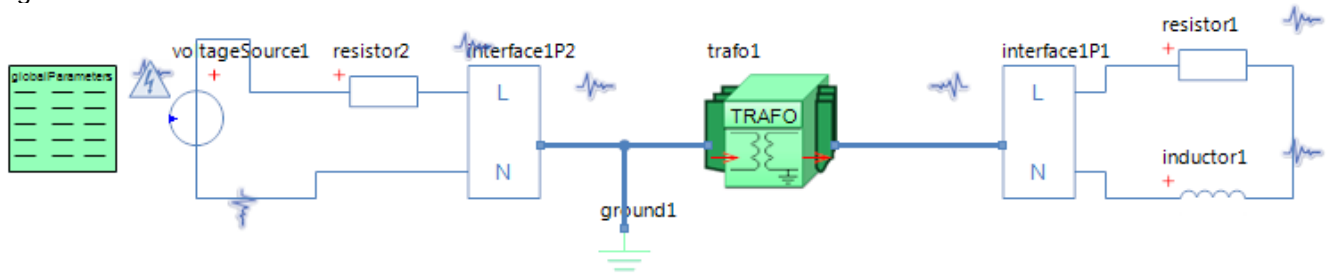 resistor1
voltageSource1
resistor2
interface1P2
trafo1
interface1P1
globalParameters
L
L
TRAFO
N
N
inductor1
ground1